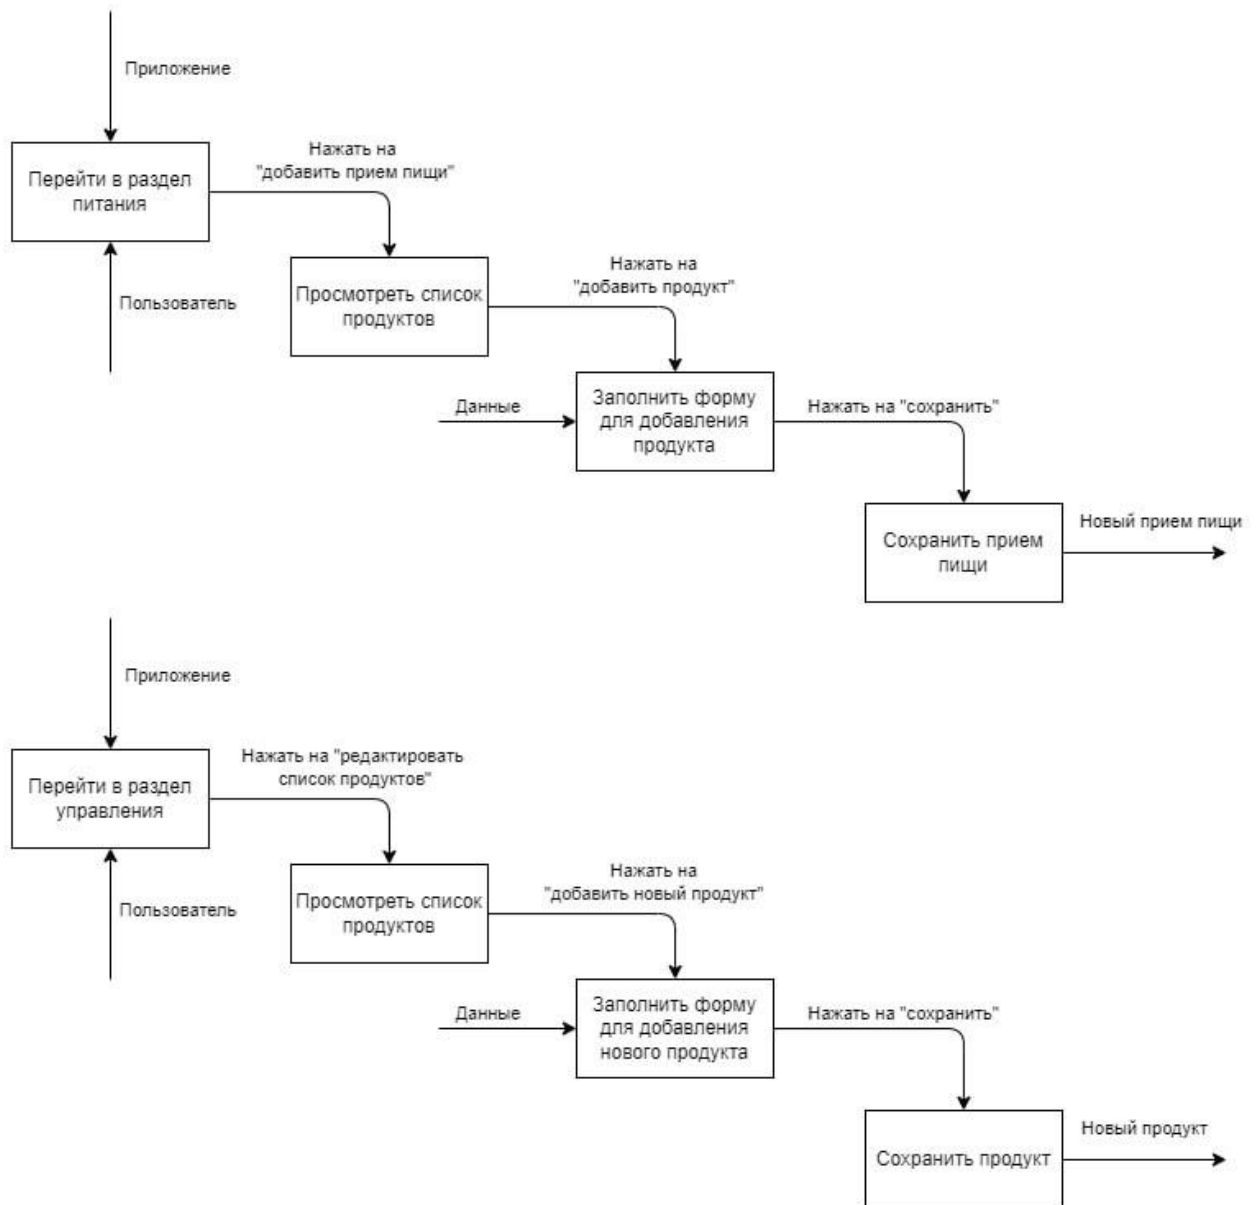 Приложение
Нажать на
"добавить прием пищи"
Перейти в раздел
питания
Нажать на
"добавить продукт"
Пользователь
Просмотреть список
продуктов
Данные
Заполнить форму
для добавления
продукта
Нажать на "сохранить"
Новый прием пищи
Сохранить прием
пищи
Приложение
Нажать на "редактировать
список продуктов"
Перейти в раздел
управления
Нажать на
"добавить новый продукт"
Пользователь
Просмотреть список
продуктов
Данные
Заполнить форму
для добавления
нового продукта
Нажать на "сохранить"
Новый продукт
Сохранить продукт